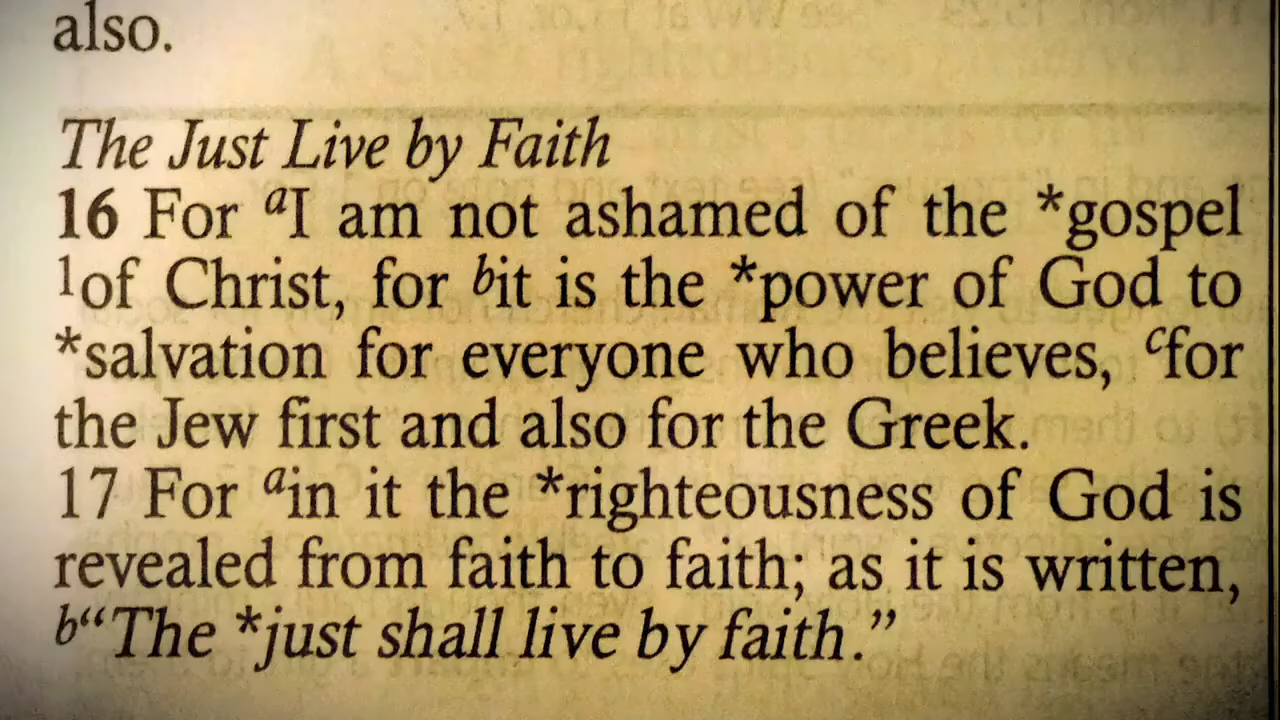 also.
The Just Live by Faith
16 For aI am not ashamed of the *gospel
1of Christ, for bit is the *power of God to
*salvation for everyone who believes, cfor
the Jew first and also for the Greek.
17 For ain it the *righteousness of God is
revealed from faith to faith; as it is written,
b“The *just shall live by faith.”